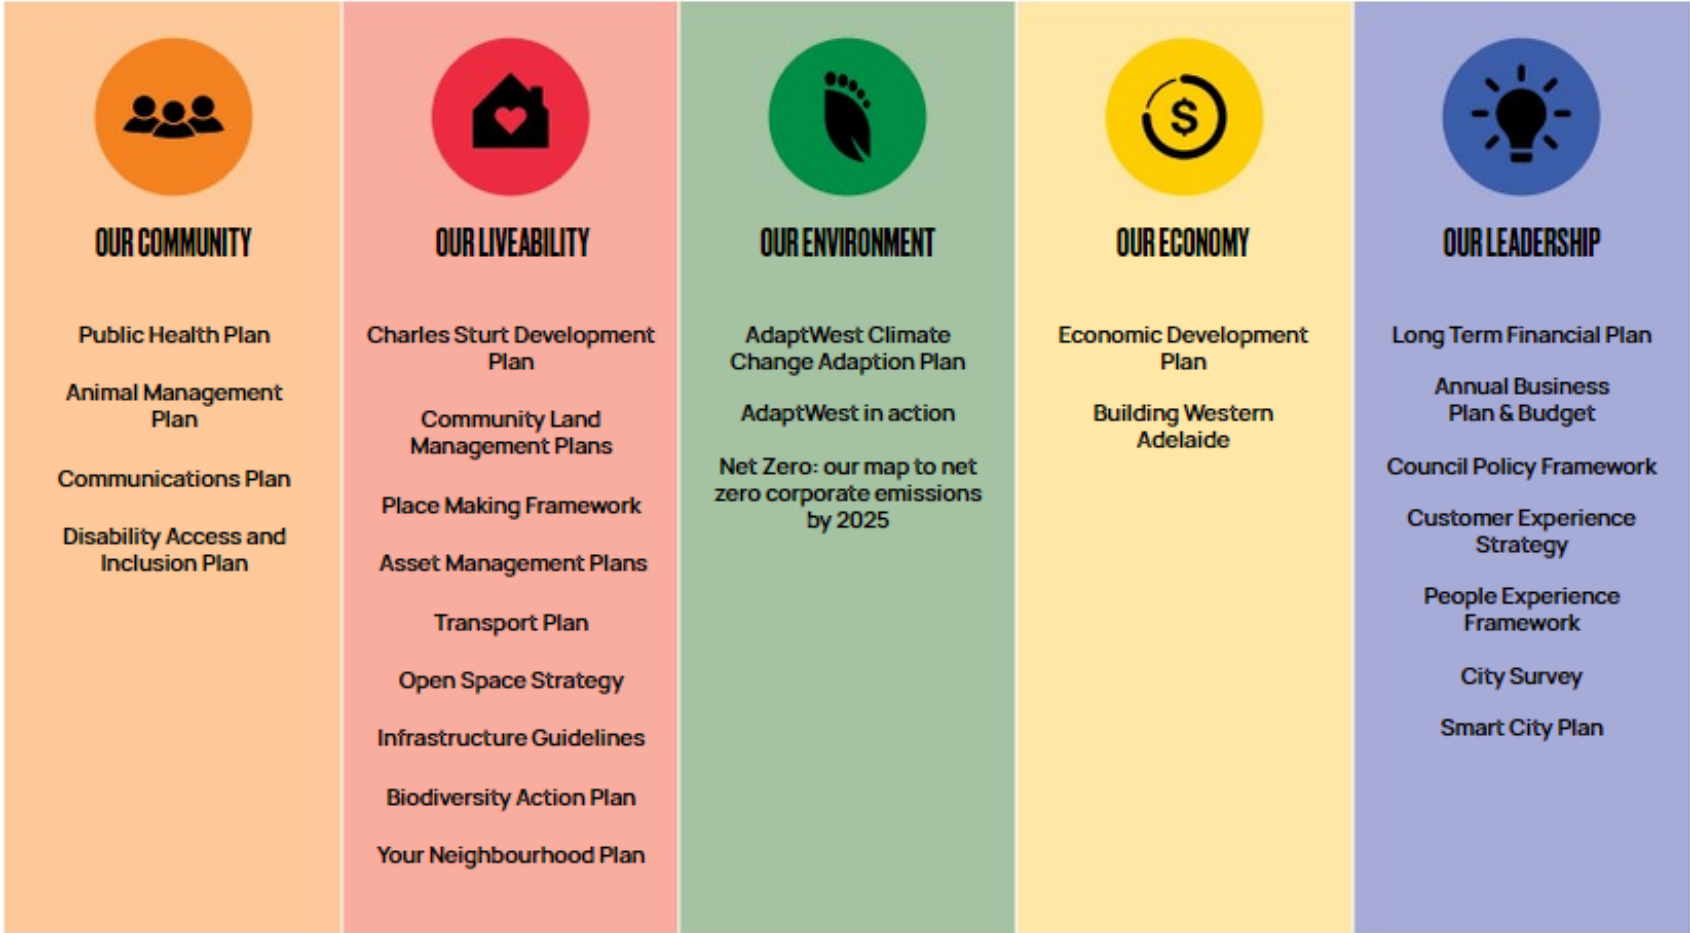 OUR COMMUNITY
Public Health Plan
Animal Management
Plan
Communications Plan
Disability Access and
Inclusion Plan
OUR LIVEABILITY
Charles Sturt Development
Plan
Community Land
Management Plans
Place Making Framework
Asset Management Plans
Transport Plan
Open Space Strategy
Infrastructure Guidelines
Biodiversity Action Plan
Your Neighbourhood Plan
OUR ENVIRONMENT
AdaptWest Climate
Change Adaption Plan
AdaptWest in action
Net Zero: our map to net
zero corporate emissions
by 2025
$
OUR ECONOMY
Economic Development
Plan
Building Western
Adelaide
OUR LEADERSHIP
Long Term Financial Plan
Annual Business
Plan & Budget
Council Policy Framework
Customer Experience
Strategy
People Experience
Framework
City Survey
Smart City Plan